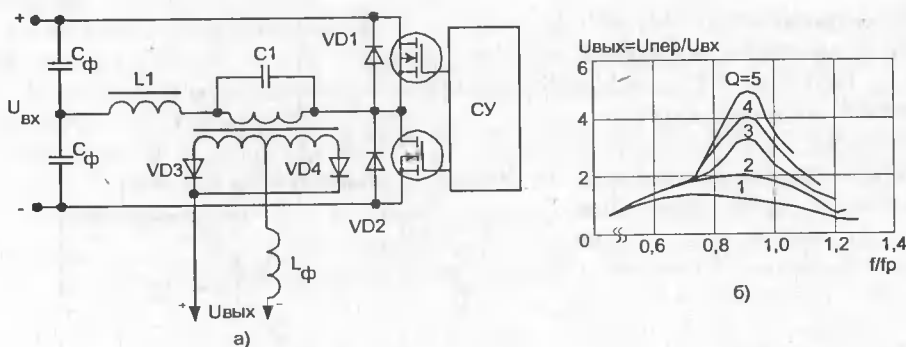 +
Cф
L1
C1
VD1
Uвх
СУ
Cф
VD3
VD4
-
VD2
Lф
+
-
Uвых
а)
Uвых=Uпер/Uвх
6
4
2
0
Q=5
4
3
2
1
0,6
0,8
1,0
1,2
1,4
f/fр
б)